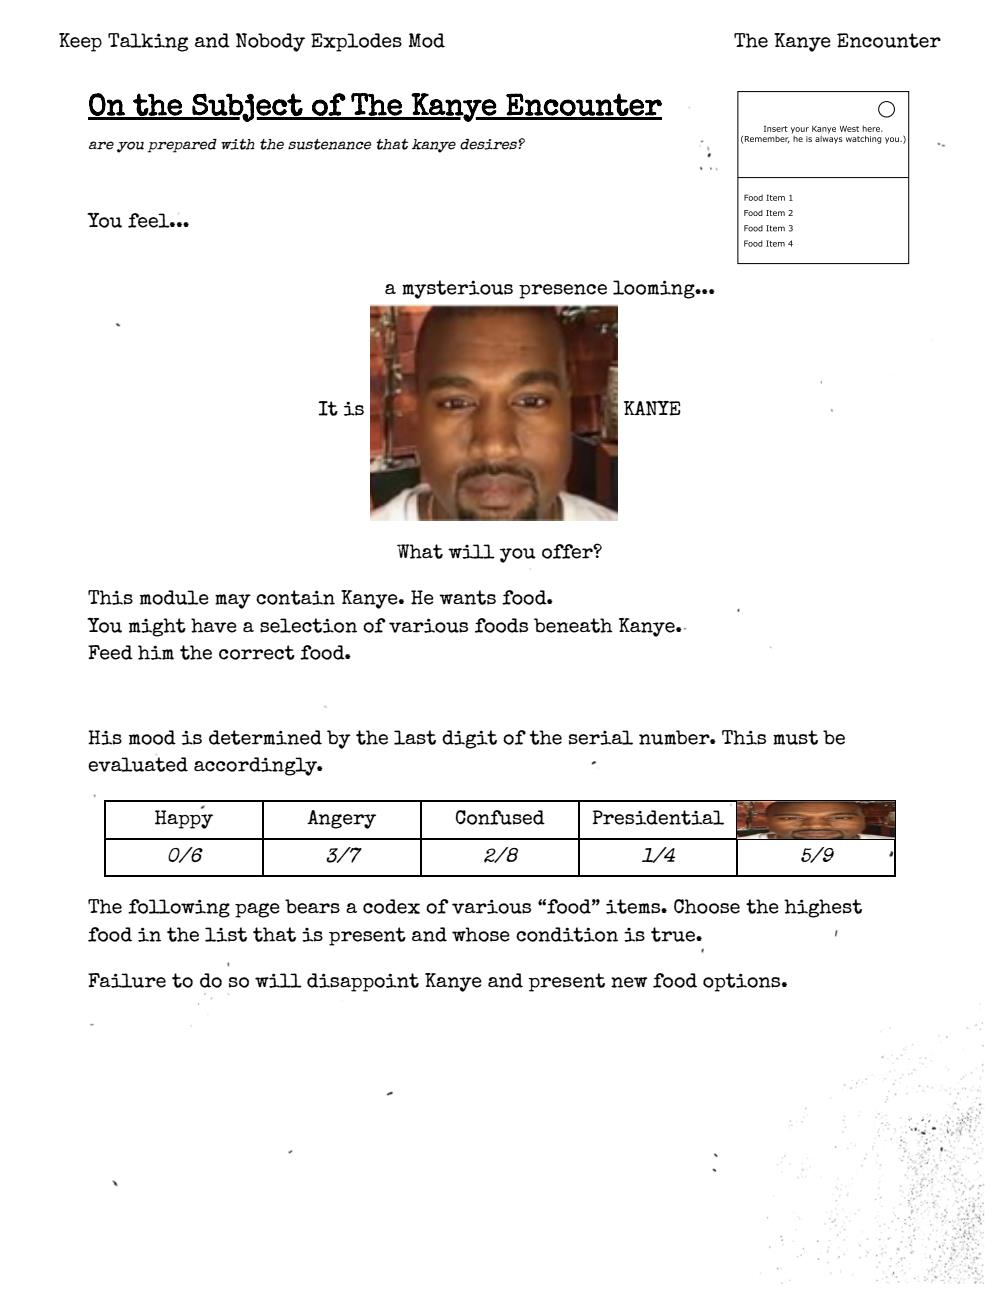 Keep Talking and Nobody Explodes Mod
The Kanye Encounter
On the Subject of The Kanye Encounter
are you prepared with the sustenance that kanye desires?
Insert your Kanye West here.
(Remember, he is always watching you.)
Food Item 1
Food Item 2
Food Item 3
Food Item 4
You feel...
a mysterious presence looming...
It is KANYE
What will you offer?
This module may contain Kanye. He wants food.
You might have a selection of various foods beneath Kanye.
Feed him the correct food.
His mood is determined by the last digit of the serial number. This must be
evaluated accordingly.
Happy Angery Confused Presidential
0/6 3/7 2/8 1/4 5/9
The following page bears a codex of various “food” items. Choose the highest
food in the list that is present and whose condition is true.
Failure to do so will disappoint Kanye and present new food options.